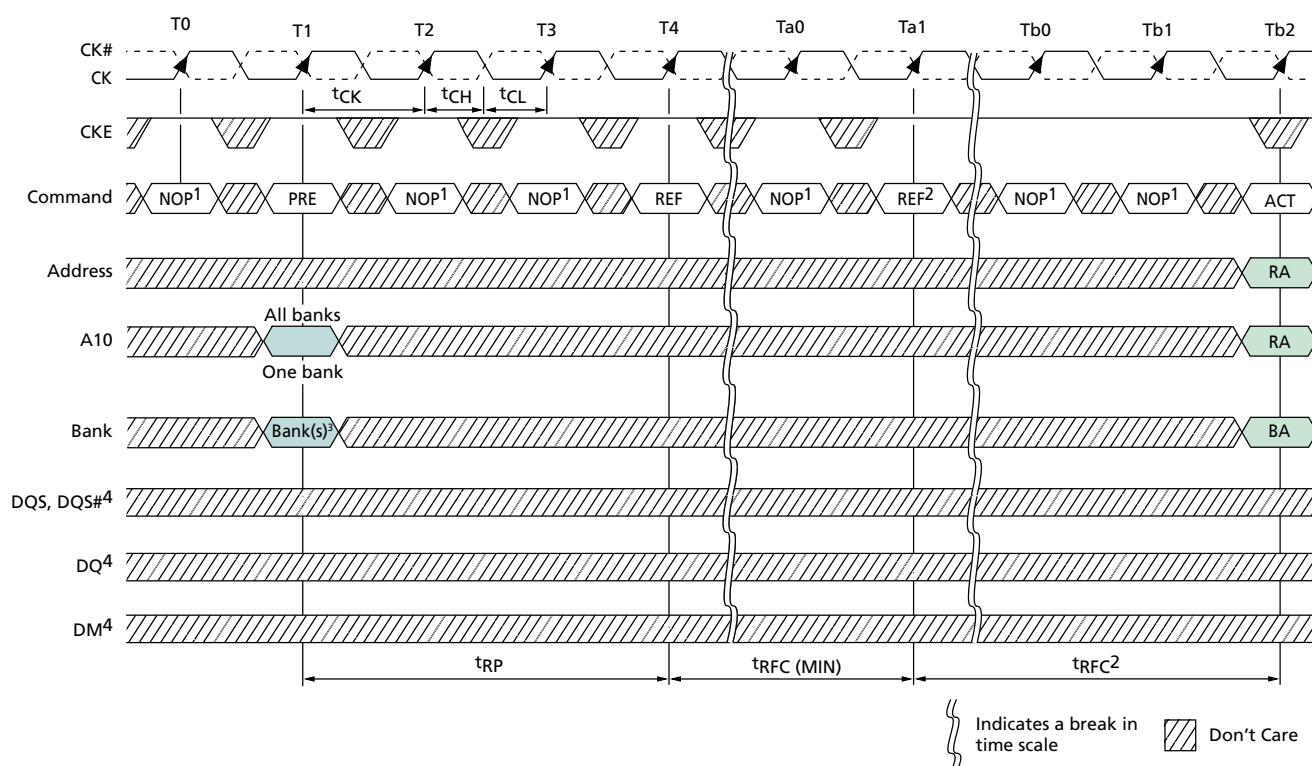 T0 T1 T2 T3 T4 Ta0 Ta1 Tb0 Tb1 Tb2
CK#
CK
tCK tCH tCL
CKE
Command NOP1 PRE NOP1 NOP1 REF NOP1 REF2 NOP1 NOP1 ACT
Address RA
All banks
A10 RA
One bank
Bank Bank(s)3 BA
DQS, DQS#4
DQ4
DM4
tRP tRFC (MIN) tRFC2
Indicates a break in
time scale
Don't Care